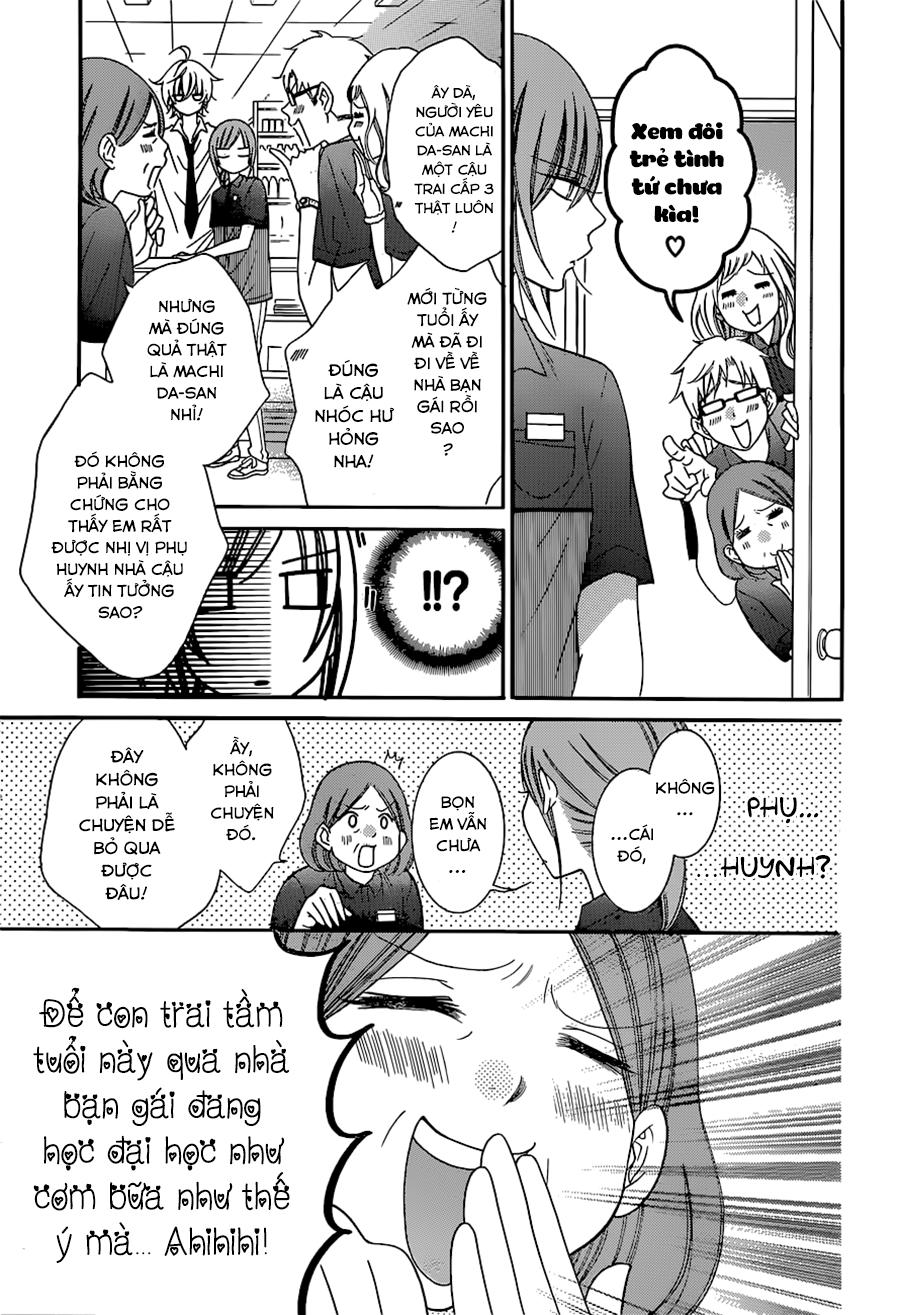 Xem đôi
trẻ tình
tứ chưa
kìa!
♡
ÂY DÃ,
NGƯỜI YÊU
CỦA MACHI
DA-SAN LÀ
MỘT CẬU
TRAI CẤP 3
THẬT LUÔN
!
MỚI TỪNG
TUỔI ẤY
MÀ ĐÃ ĐI
ĐI VỀ VỀ
NHÀ BẠN
GÁI RỒI
SAO
?
ĐÚNG
LÀ CẬU
NHÓC HƯ
HỎNG
NHA!
NHƯNG
MÀ ĐÚNG
QUẢ THẬT
LÀ MACHI
DA-SAN
NHỈ!
ĐÓ KHÔNG
PHẢI BẰNG
CHỨNG CHO
THẤY EM RẤT
ĐƯỢC NHỊ VỊ PHỤ
HUYNH NHÀ CẬU
ẤY TIN TƯỞNG
SAO?
!!?
PHỤ...
...HUYNH?
KHÔNG
...
...CÁI
ĐÓ,
BỌN
EM VẪN
CHƯA
...
ẦY,
KHÔNG
PHẢI
CHUYỆN
ĐÓ.
ĐÂY
KHÔNG
PHẢI LÀ
CHUYỆN DỄ
BỎ QUA
ĐƯỢC
ĐÂU!
Để con trai tầm
tuổi này qua nhà
bạn gái đang
học đại học như
cơm bữa như thế
ý mà... Ahihihi!